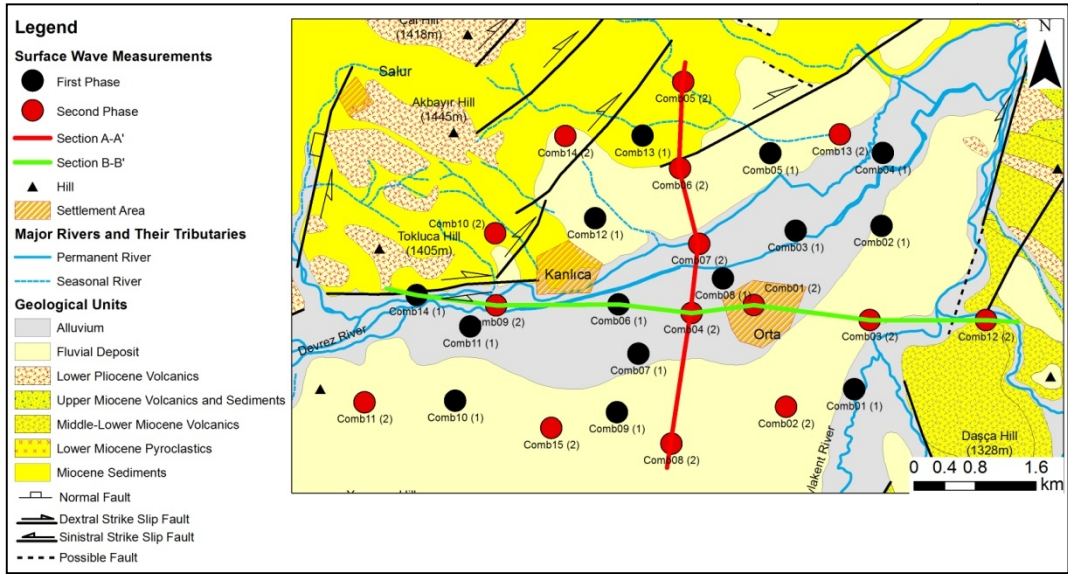 Legend
Surface Wave Measurements
First Phase
Second Phase
Section A-A'
Section B-B'
Hill
Settlement Area
Major Rivers and Their Tributaries
Permanent River
Seasonal River
Geological Units
Alluvium
Fluvial Deposit
Lower Pliocene Volcanics
Upper Miocene Volcanics and Sediments
Middle-Lower Miocene Volcanics
Lower Miocene Pyroclastics
Miocene Sediments
Normal Fault
Dextral Strike Slip Fault
Sinistral Strike Slip Fault
Possible Fault
(1418m)
N
Salur
Akbayır Hill
(1445m)
Comb05 (2)
Comb14 (2)
Comb13 (1)
Comb06 (2)
Comb05 (1)
Comb13 (2)
Comb04 (1)
Comb10 (2)
Tokluca Hill
(1405m)
Comb12 (1)
Comb07 (2)
Comb03 (1)
Comb02 (1)
Kanlıca
Comb08 (1)
Comb01 (2)
Comb14 (1)
Comb09 (2)
Comb06 (1)
Comb04 (2)
Orta
Comb03 (2)
Comb12 (2)
Devrez River
Comb11 (1)
Comb07 (1)
Comb11 (2)
Comb10 (1)
Comb15 (2)
Comb09 (1)
Comb08 (2)
Comb02 (2)
Comb01 (1)
River
Daşca Hill
(1328m)
0 0.4 0.8 1.6
km